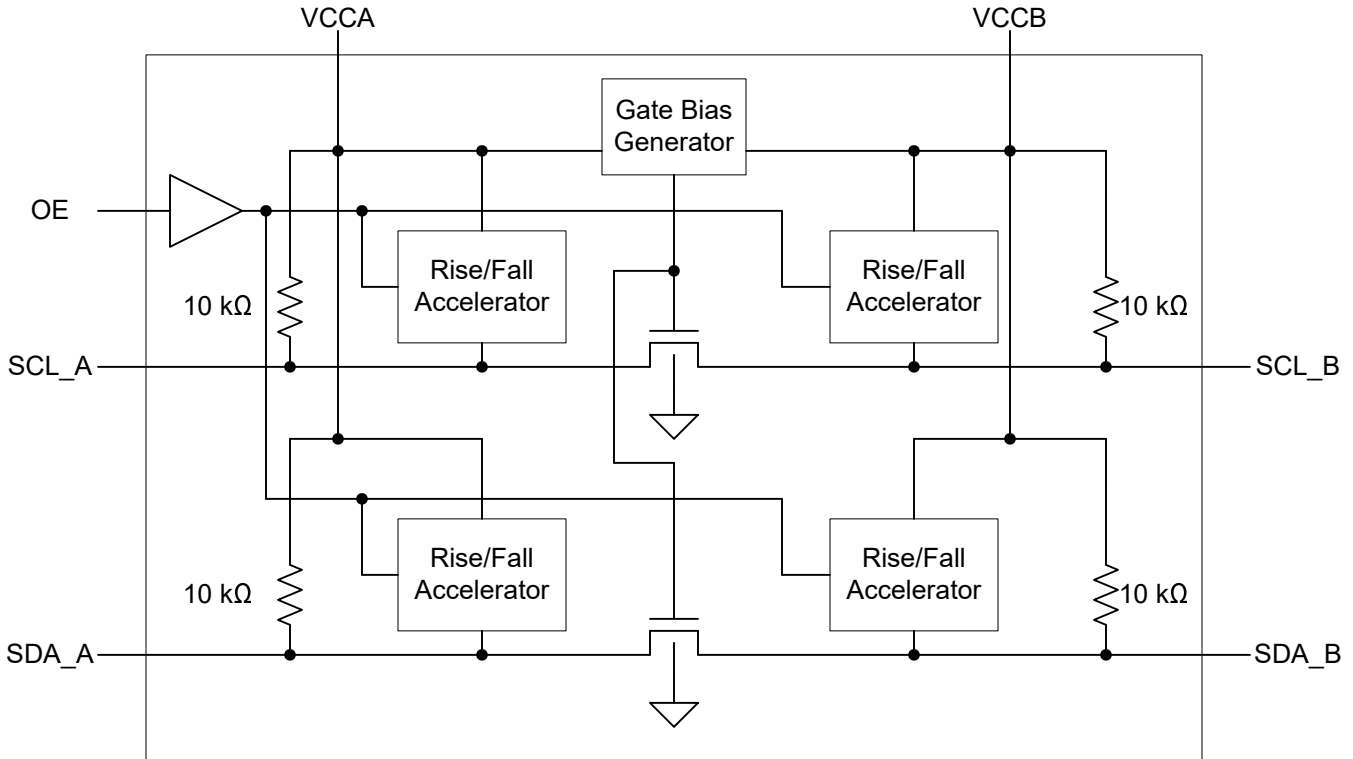 VCCA
VCCB
Gate Bias
Generator
OE
Rise/Fall
Accelerator
Rise/Fall
Accelerator
10 kΩ
10 kΩ
SCL_A
SCL_B
Rise/Fall
Accelerator
Rise/Fall
Accelerator
10 kΩ
10 kΩ
SDA_A
SDA_B